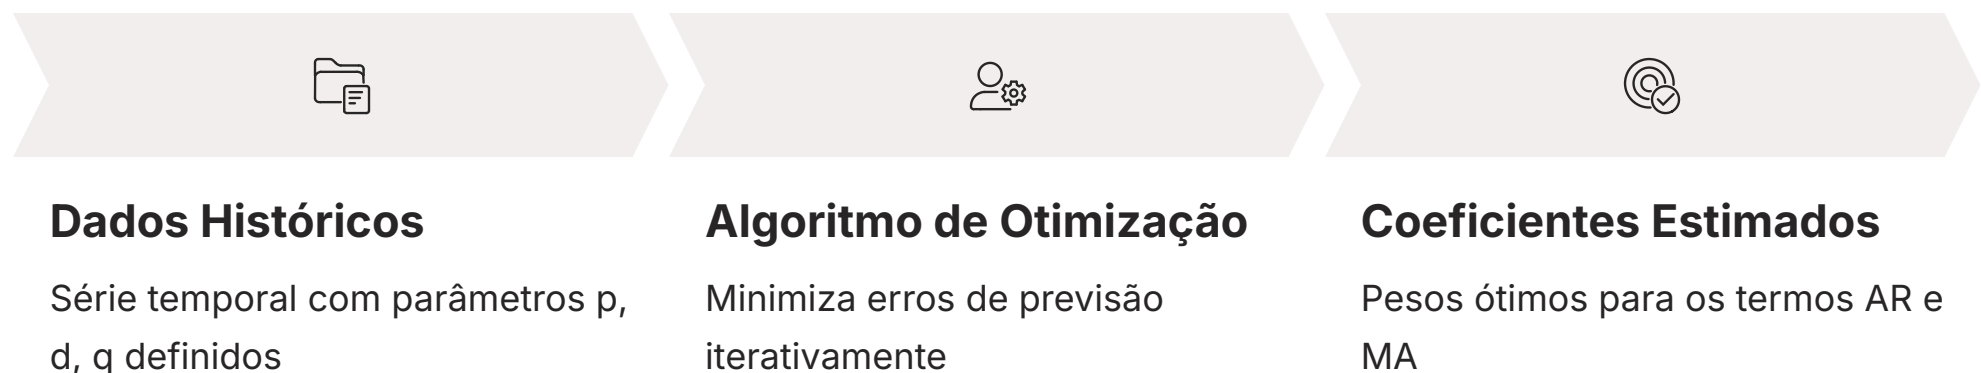 Dados Históricos
Série temporal com parâmetros p,
d, q definidos
Algoritmo de Otimização
Minimiza erros de previsão
iterativamente
Coeficientes Estimados
Pesos ótimos para os termos AR e
MA